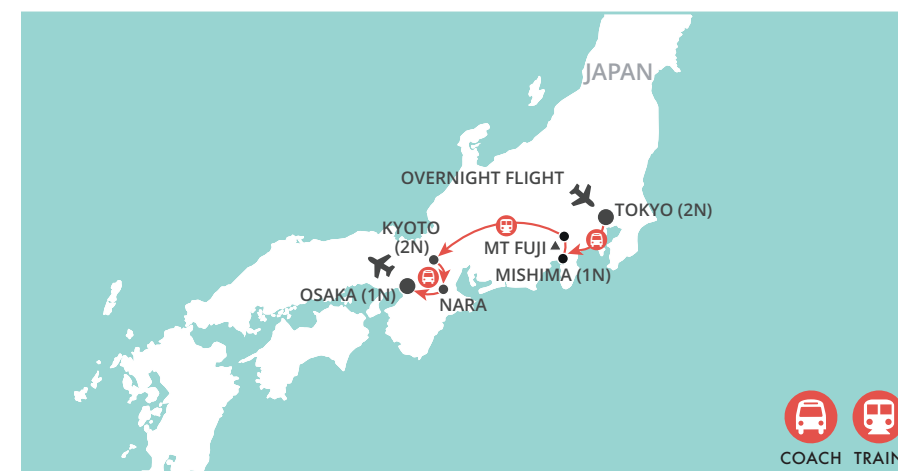 JAPAN
OVERNIGHT FLIGHT
TOKYO (2N)
KYOTO
(2N)
MT FUJI
MISHIMA (1N)
OSAKA (1N)
NARA
COACH TRAIN